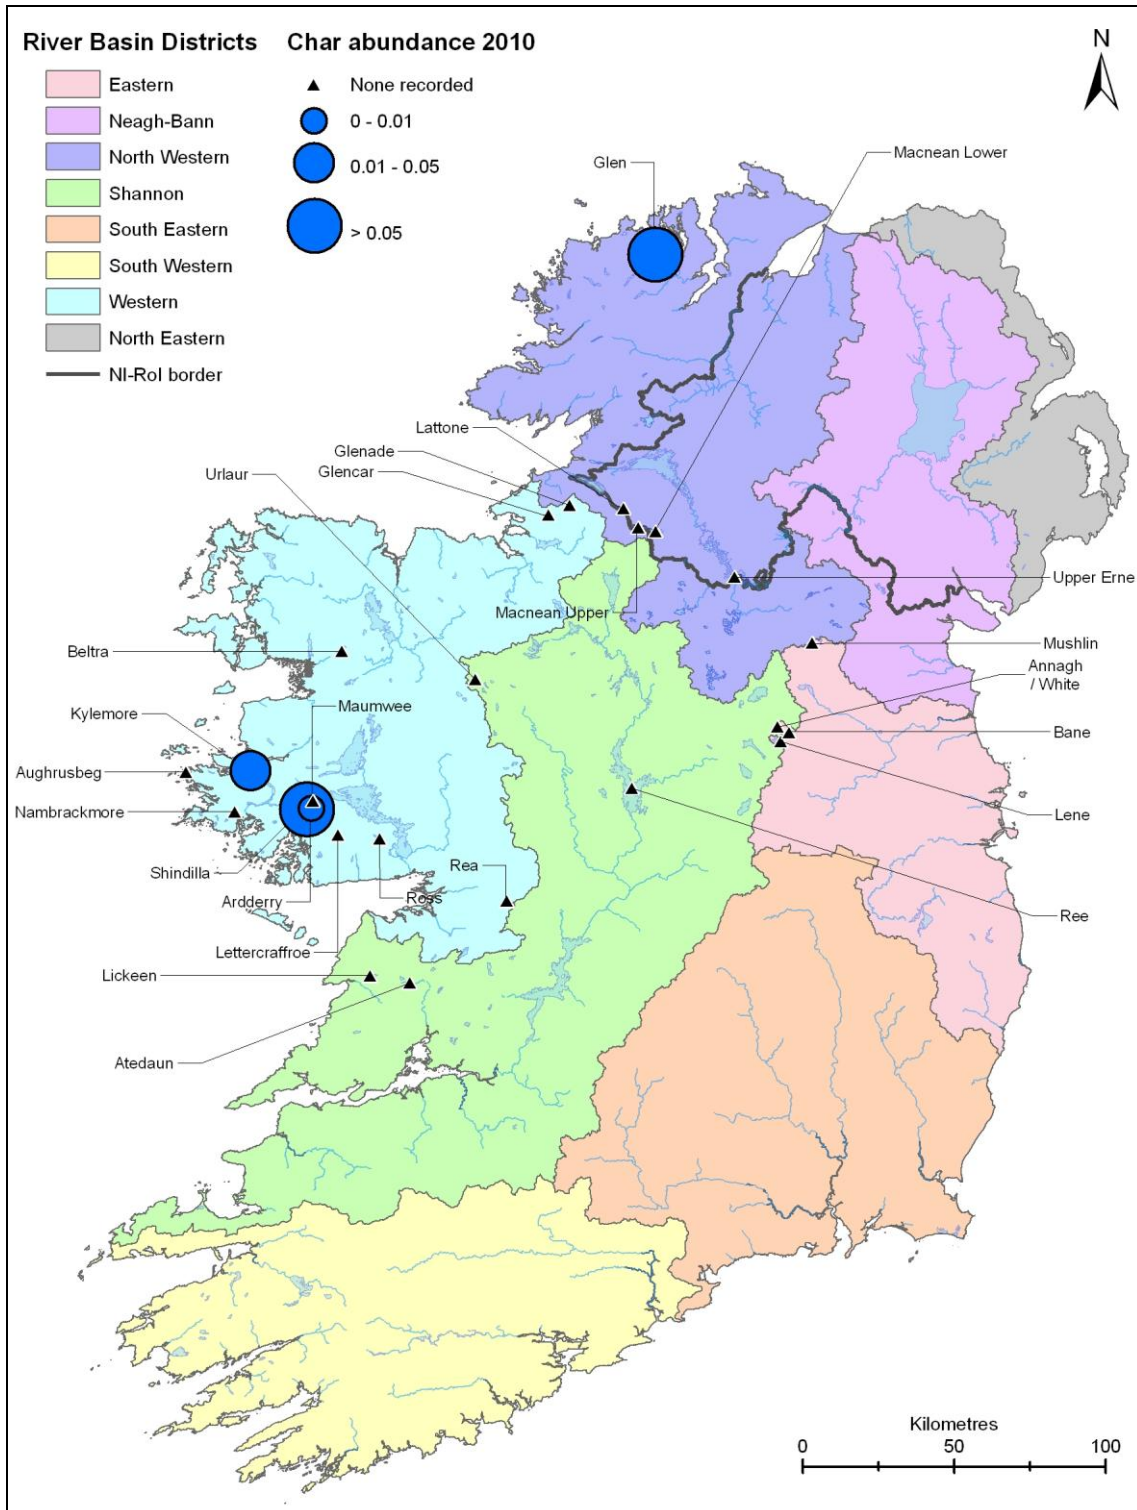 River Basin Districts
Eastern
Neagh-Bann
North Western
Shannon
South Eastern
South Western
Western
North Eastern
NI-RoI border
Char abundance 2010
None recorded
0 - 0.01
0.01 - 0.05
> 0.05
N
Glen
Macnean Lower
Lattone
Glenade
Glencar
Urlaur
Macnean Upper
Upper Erne
Beltra
Mushlin
Annagh
/ White
Kylemore
Maumwee
Bane
Aughrusbeg
Nambrackmore
Lene
Shindilla
Rea
Ardderry
Ross
Ree
Lettercraffroe
Lickeen
Atedaun
Kilometres
0 50 100